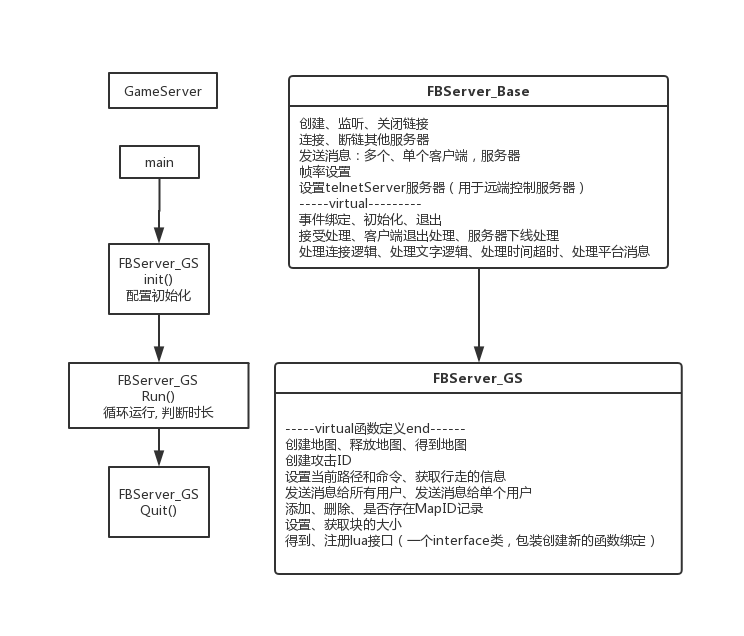 GameServer
main
FBServer_GS
init()
配置初始化
FBServer_GS
Run()
循环运行, 判断时长
FBServer_GS
Quit()
FBServer_Base
创建、监听、关闭链接
连接、断链其他服务器
发送消息：多个、单个客户端，服务器
帧率设置
设置telnetServer服务器（用于远端控制服务器）
-----virtual---------
事件绑定、初始化、退出
接受处理、客户端退出处理、服务器下线处理
处理连接逻辑、处理文字逻辑、处理时间超时、处理平台消息
FBServer_GS
-----virtual函数定义end------
创建地图、释放地图、得到地图
创建攻击ID
设置当前路径和命令、获取行走的信息
发送消息给所有用户、发送消息给单个用户
添加、删除、是否存在MapID记录
设置、获取块的大小
得到、注册lua接口（一个interface类，包装创建新的函数绑定）